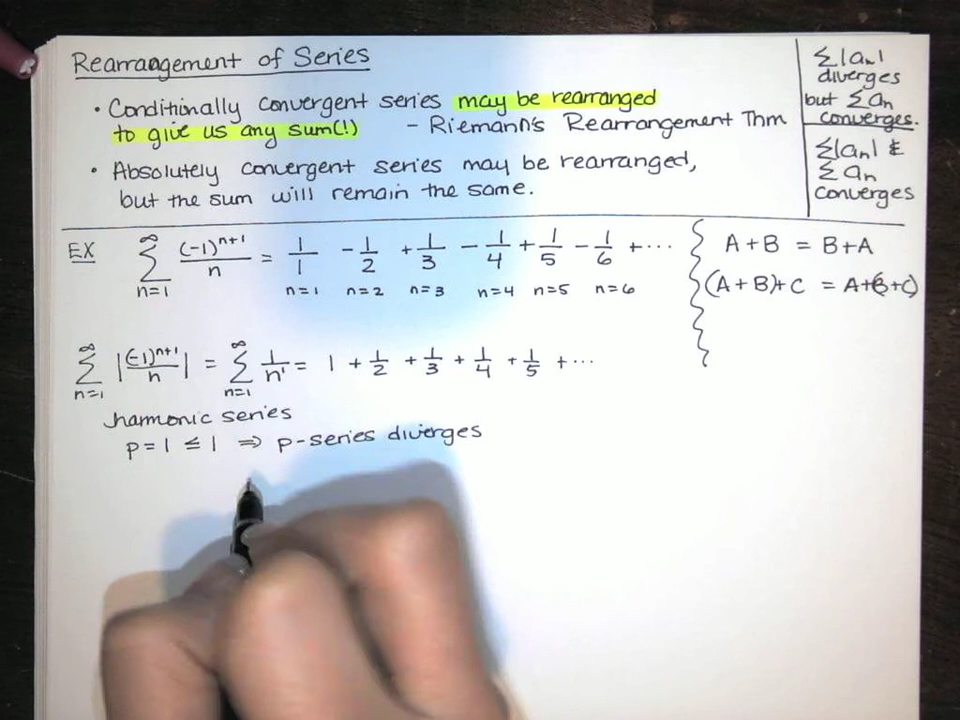 Rearrangement of Series
• Conditionally convergent series may be rearranged
to give us any sum(!) - Riemann's Rearrangement Thm
• Absolutely convergent series may be rearranged,
but the sum will remain the same.
Σ|aₙ|
diverges
but Σaₙ
converges.
Σ|aₙ| &
Σaₙ
converges
EX ∞ Σ n=1 (-1)^(n+1)/n = 1/1 - 1/2 + 1/3 - 1/4 + 1/5 - 1/6 + ...
n=1 n=2 n=3 n=4 n=5 n=6
A+B = B+A
(A+B)+C = A+(B+C)
∞ Σ n=1 |(-1)^(n+1)/n| = ∞ Σ n=1 1/n¹ = 1 + 1/2 + 1/3 + 1/4 + 1/5 + ...
harmonic series
p=1 ≤ 1 ⇒ p-series diverges